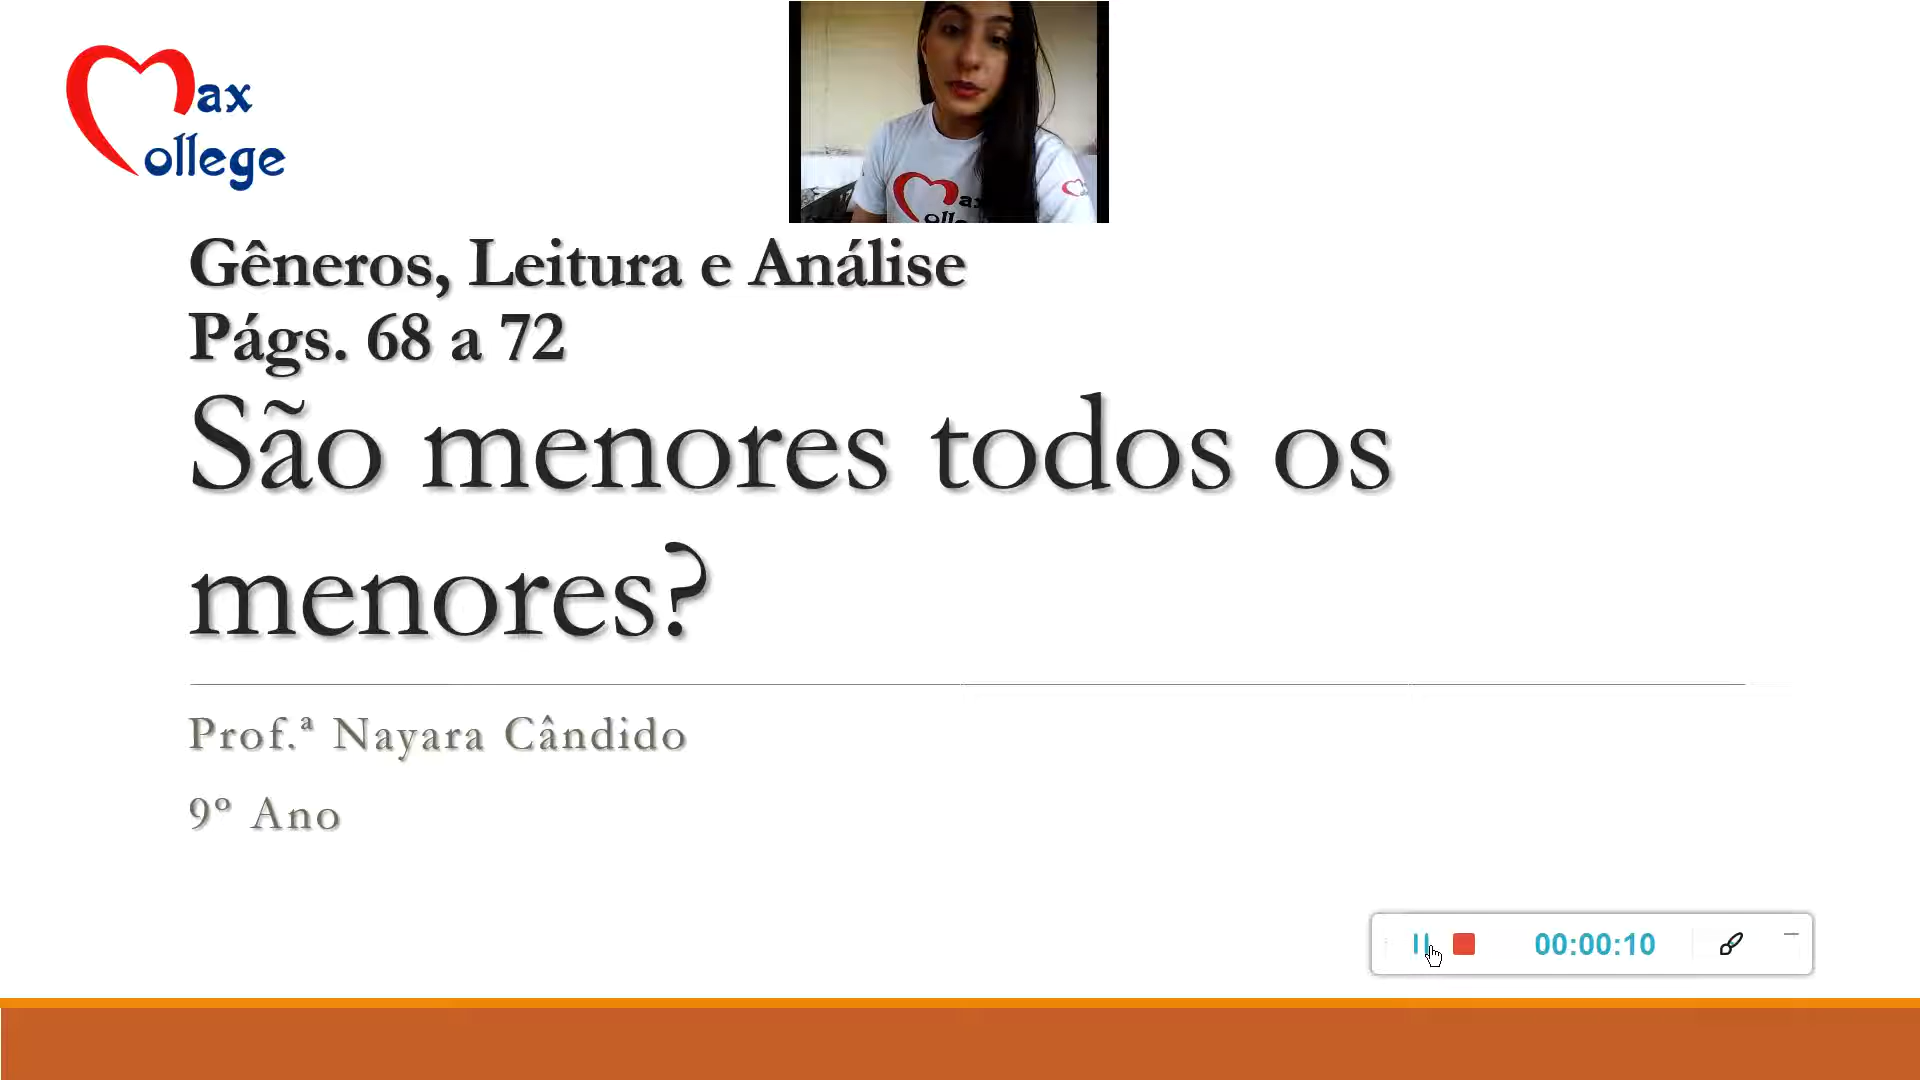 Max
College
Gêneros, Leitura e Análise
Págs. 68 a 72
São menores todos os
menores?
Prof.ª Nayara Cândido
9º Ano
00:00:10